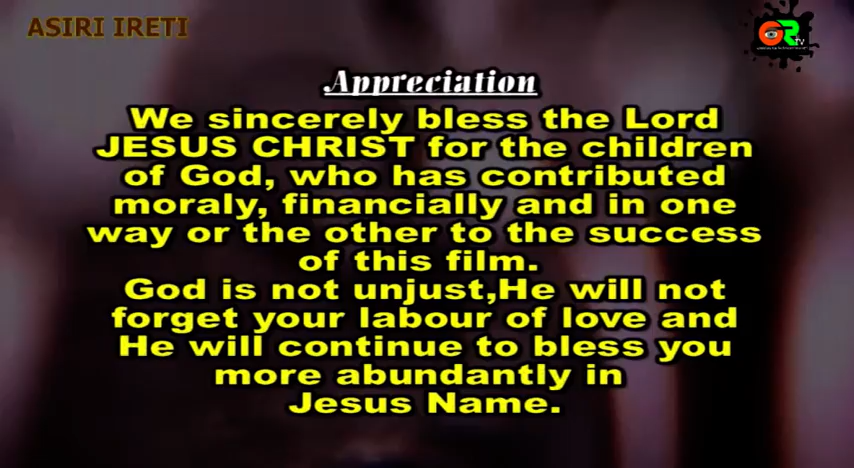 ASIRI IRETI
GR
tv
Appreciation
We sincerely bless the Lord
JESUS CHRIST for the children
of God, who has contributed
moraly, financially and in one
way or the other to the success
of this film.
God is not unjust,He will not
forget your labour of love and
He will continue to bless you
more abundantly in
Jesus Name.